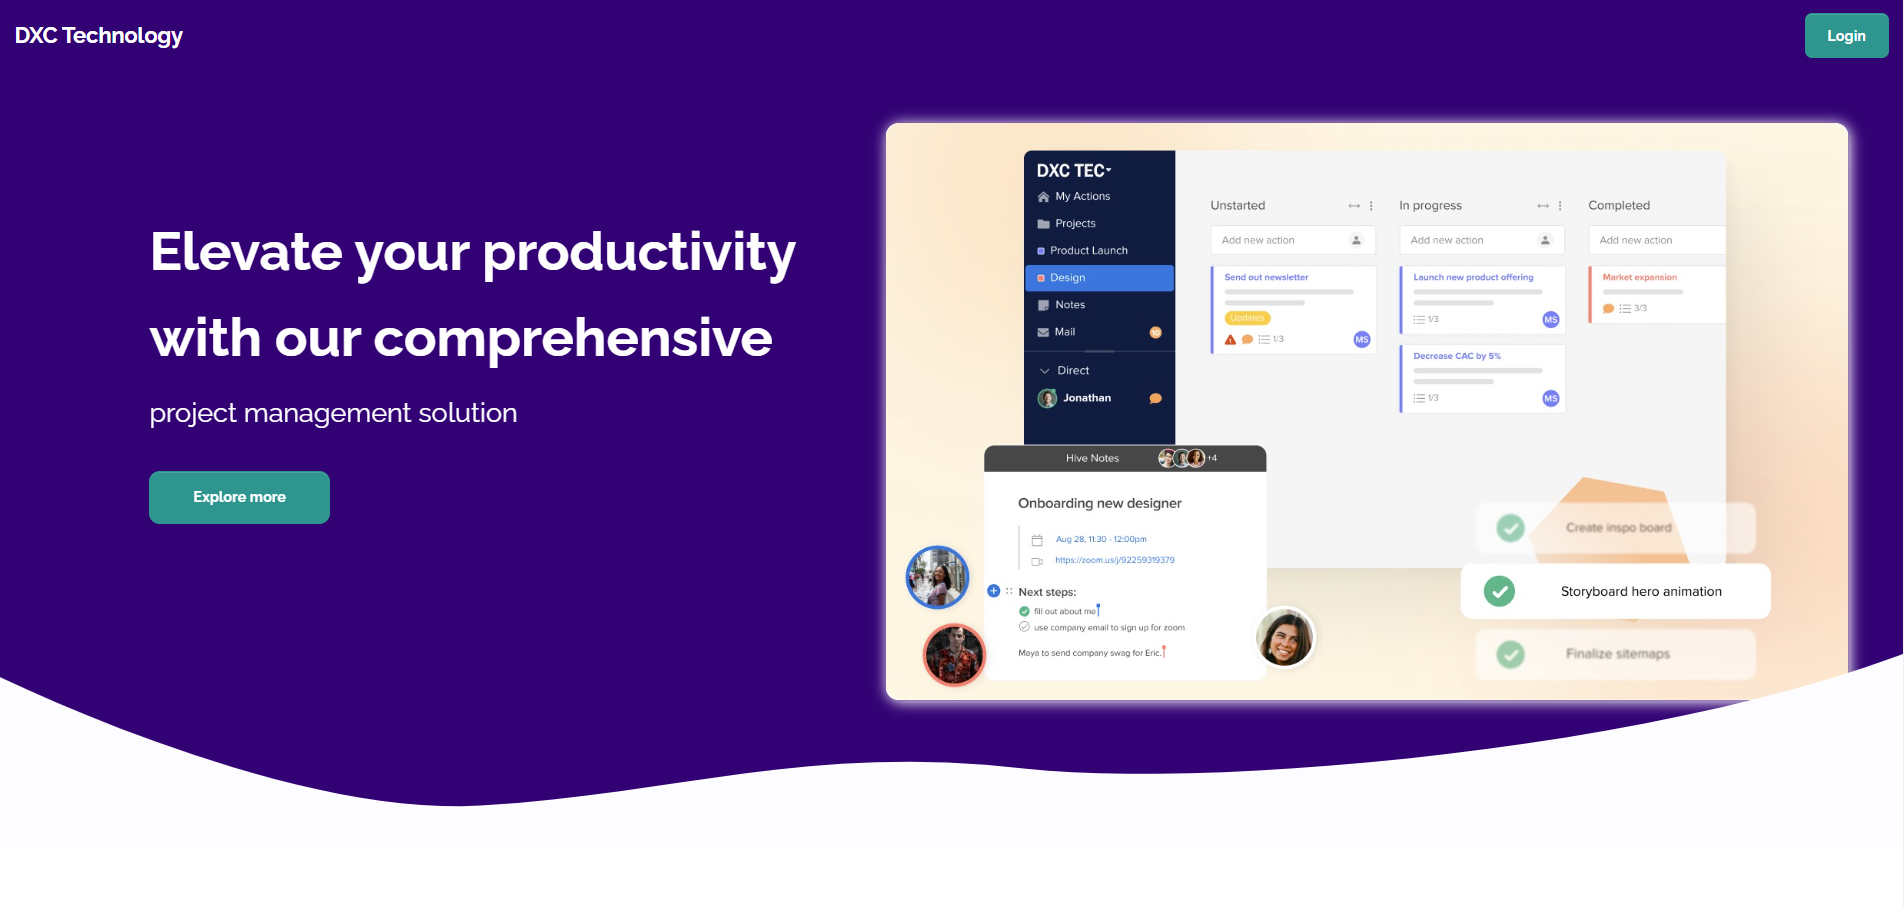 DXC Technology
Login
Elevate your productivity
with our comprehensive
project management solution
Explore more
DXC TEC
My Actions
Projects
Product Launch
Design
Notes
Mail
10
Direct
Jonathan
Unstarted
Add new action
Send out newsletter
Updates
1/3
MS
In progress
Add new action
Launch new product offering
1/3
MS
Decrease CAC by 5%
1/3
MS
Completed
Add new action
Market expansion
3/3
Hive Notes
+4
Onboarding new designer
Aug 28, 11:30 - 12:00pm
https://zoom.us/j/92259319379
Next steps:
fill out about me
use company email to sign up for zoom
Maya to send company swag for Eric.
Create inspo board
Storyboard hero animation
Finalize sitemaps